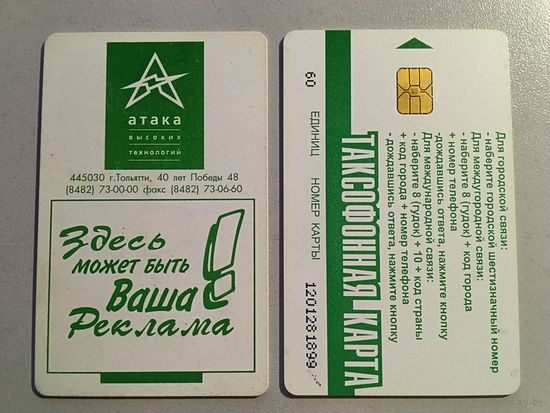 атака
высоких
технологий
445030 г.Тольятти, 40 лет Победы 48
(8482) 73-00-00 факс (8482) 73-06-60
Здесь
может быть
Ваша
Реклама
!
60 ЕДИНИЦ НОМЕР КАРТЫ 1201281899
ТАКСОФОННАЯ КАРТА
Для городской связи:
- наберите городской шестизначный номер
Для междугородной связи:
- наберите 8 (гудок) + код города
+ номер телефона
-дождавшись ответа, нажмите кнопку
Для международной связи:
- наберите 8 (гудок) + 10 + код страны
+ код города + номер телефона
- дождавшись ответа, нажмите кнопку
www.ay.by